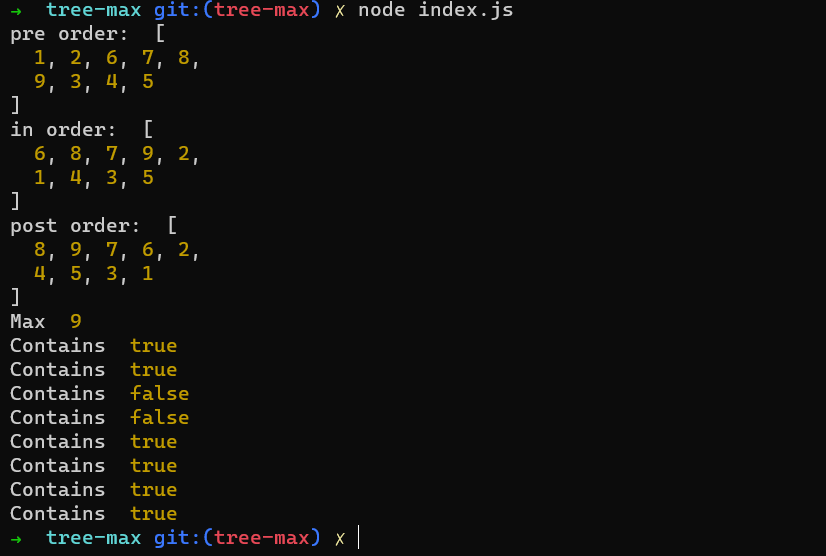 → tree-max git:(tree-max) ✗ node index.js
pre order:  [
  1, 2, 6, 7, 8,
  9, 3, 4, 5
]
in order:  [
  6, 8, 7, 9, 2,
  1, 4, 3, 5
]
post order:  [
  8, 9, 7, 6, 2,
  4, 5, 3, 1
]
Max  9
Contains  true
Contains  true
Contains  false
Contains  false
Contains  true
Contains  true
Contains  true
Contains  true
→ tree-max git:(tree-max) ✗